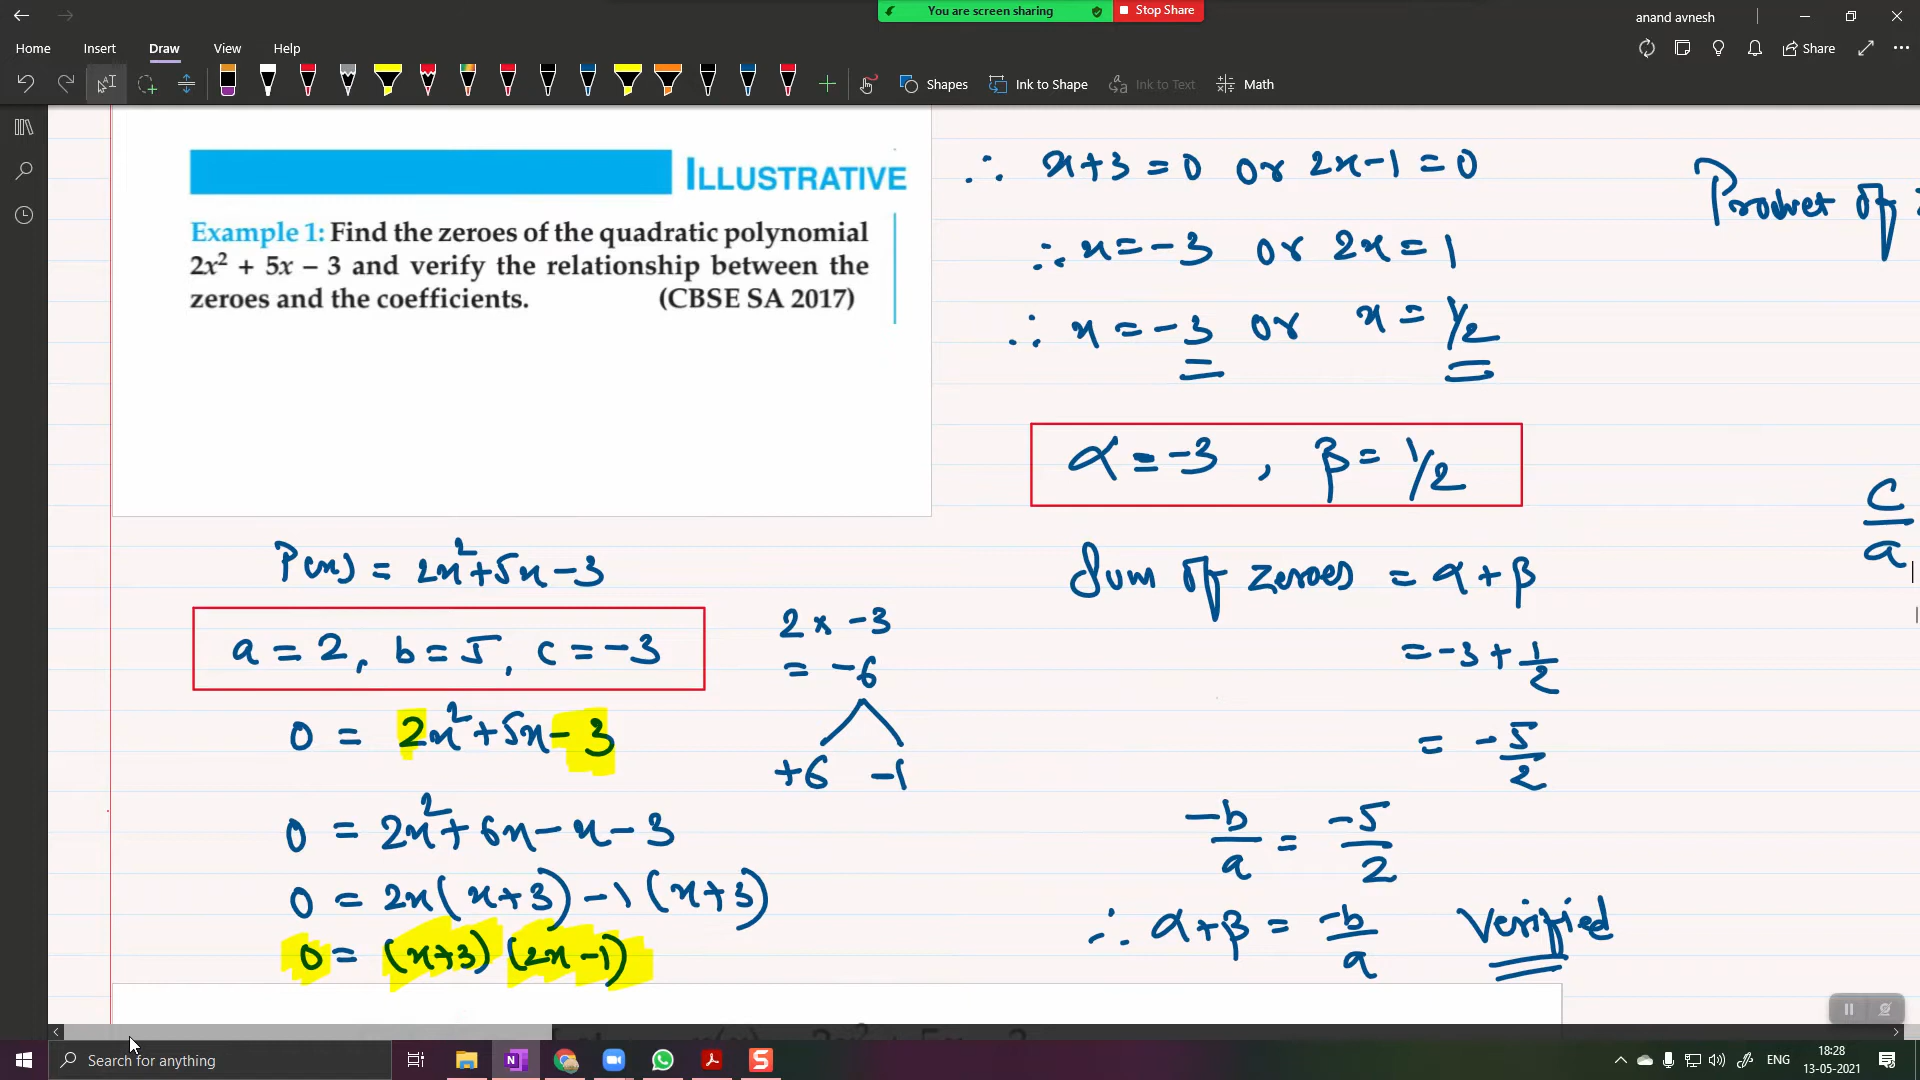 You are screen sharing
Stop Share
anand avnesh
Home Insert Draw View Help
Share
Shapes
Ink to Shape
Ink to Text
Math
ILLUSTRATIVE
Example 1: Find the zeroes of the quadratic polynomial
2x² + 5x – 3 and verify the relationship between the
zeroes and the coefficients. (CBSE SA 2017)
P(x) = 2x²+5x-3
a = 2, b = 5, c = -3
0 = 2x²+5x-3
0 = 2x²+6x-x-3
0 = 2x(x+3)-1(x+3)
0 = (x+3)(2x-1)
2 x -3
= -6
+6 -1
∴ x+3 = 0 or 2x-1 = 0
∴ x = -3 or 2x = 1
∴ x = -3 or x = 1/2
α = -3 , β = 1/2
Sum of zeroes = α+β
= -3 + 1/2
= -5/2
-b/a = -5/2
∴ α+β = -b/a Verified
Product of
c/a
Search for anything
ENG
18:28
13-05-2021